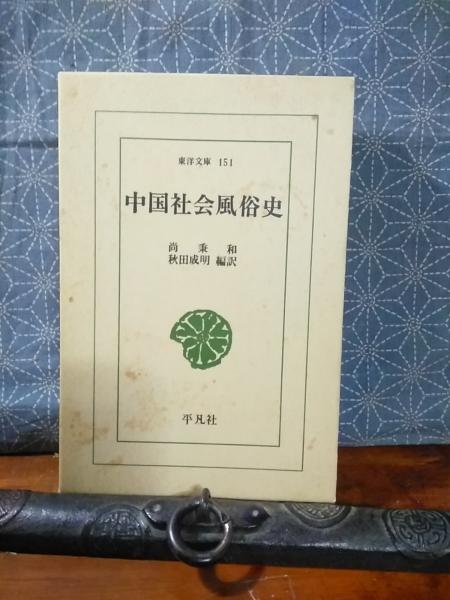 東洋文庫 151
中国社会風俗史
尚秉和
秋田成明 編訳
平凡社